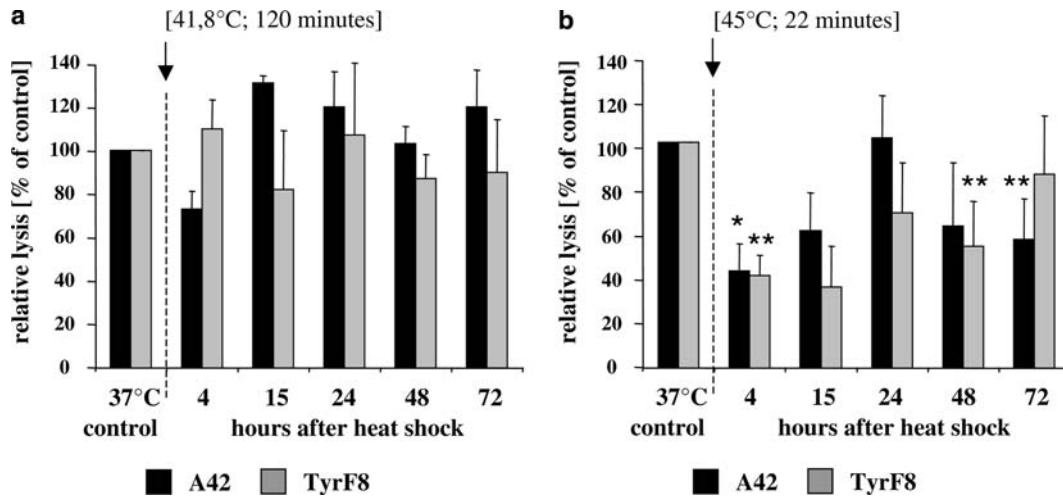 a
[41,8°C; 120 minutes]
relative lysis [% of control]
140
120
100
80
60
40
20
0
37°C 4 15 24 48 72
control hours after heat shock
A42 TyrF8
b
[45°C; 22 minutes]
relative lysis [% of control]
140
120
100
80
60
40
20
0
* ** ** **
37°C 4 15 24 48 72
control hours after heat shock
A42 TyrF8